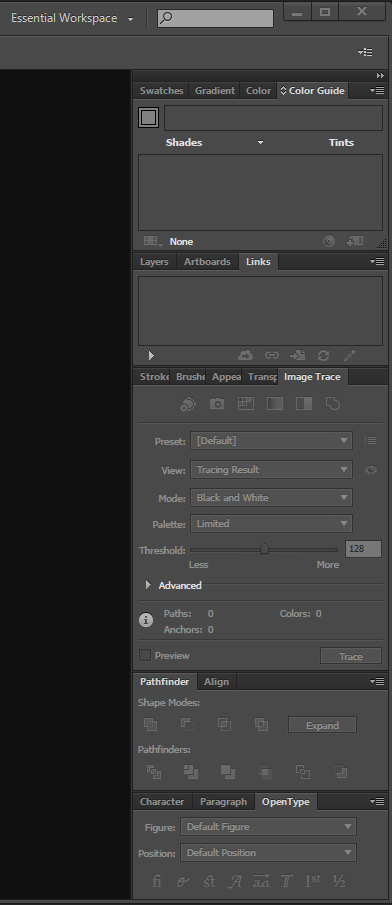 Essential Workspace
Swatches Gradient Color Color Guide
Shades Tints
None
Layers Artboards Links
Stroke Brushe Appea Transp Image Trace
Preset: [Default]
View: Tracing Result
Mode: Black and White
Palette: Limited
Threshold: 128
Less More
Advanced
Paths: 0 Colors: 0
Anchors: 0
Preview Trace
Pathfinder Align
Shape Modes:
Expand
Pathfinders:
Character Paragraph OpenType
Figure: Default Figure
Position: Default Position
fi st A aa T 1st ½